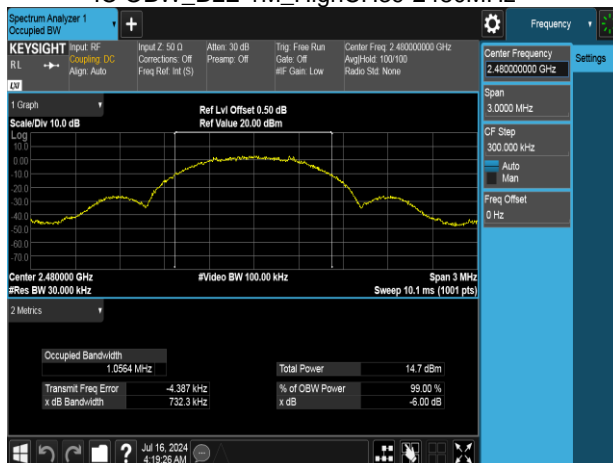 Spectrum Analyzer 1
Occupied BW
Frequency
KEYSIGHT Input: RF
RL
Coupling: DC
Align: Auto
Input Z: 50 Ω
Corrections: Off
Freq Ref: Int (S)
Atten: 30 dB
Preamp: Off
Trig: Free Run
Gate: Off
#IF Gain: Low
Center Freq: 2.480000000 GHz
Avg|Hold: 100/100
Radio Std: None
LXI
Center Frequency
2.480000000 GHz
Settings
Span
3.0000 MHz
CF Step
300.000 kHz
Auto
Man
Freq Offset
0 Hz
1 Graph
Scale/Div 10.0 dB
Ref Lvl Offset 0.50 dB
Ref Value 20.00 dBm
Log
10.0
0.00
-10.0
-20.0
-30.0
-40.0
-50.0
-60.0
-70.0
Center 2.480000 GHz
#Video BW 100.00 kHz
Span 3 MHz
#Res BW 30.000 kHz
Sweep 10.1 ms (1001 pts)
2 Metrics
Occupied Bandwidth
1.0564 MHz
Total Power 14.7 dBm
Transmit Freq Error -4.387 kHz
% of OBW Power 99.00 %
x dB Bandwidth 732.3 kHz
x dB -6.00 dB
Jul 16, 2024
4:19:26 AM